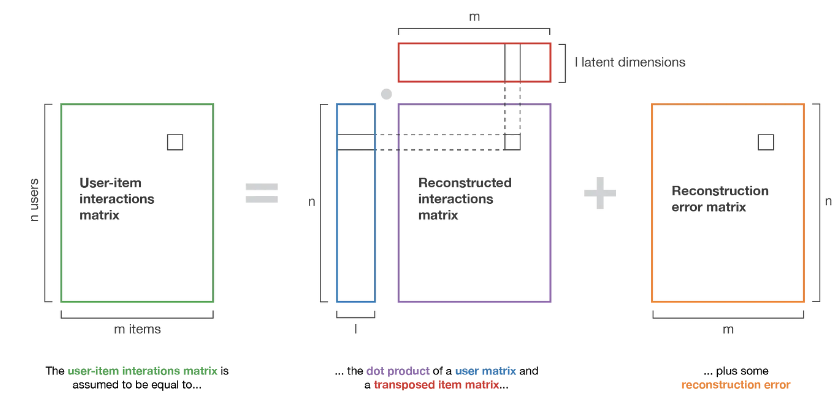 m
l latent dimensions
n users
User-item
interactions
matrix
n
Reconstructed
interactions
matrix
Reconstruction
error matrix
n
m items
l
m
The user-item interations matrix is
assumed to be equal to...
... the dot product of a user matrix and
a transposed item matrix...
... plus some
reconstruction error